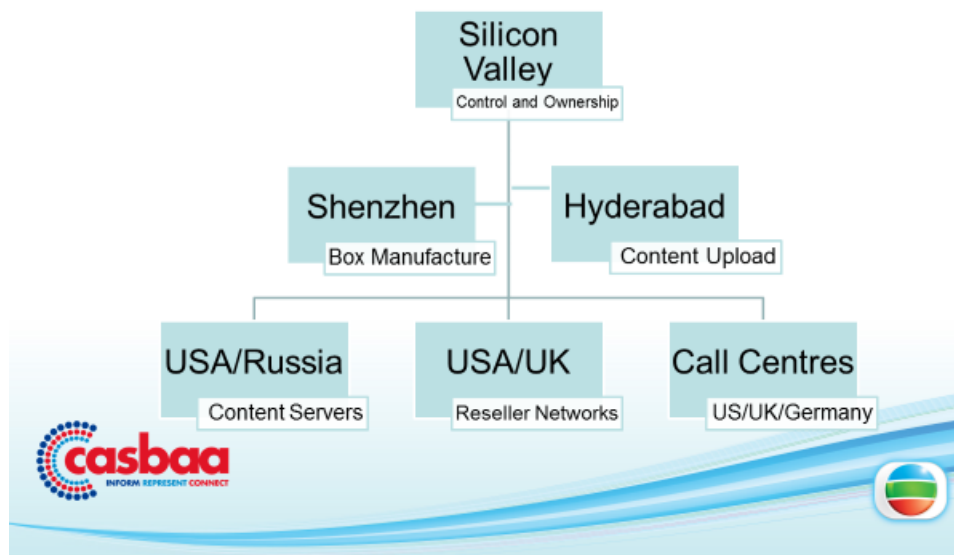 Silicon
Valley
Control and Ownership
Shenzhen
Box Manufacture
Hyderabad
Content Upload
USA/Russia
Content Servers
USA/UK
Reseller Networks
Call Centres
US/UK/Germany
casbaa
INFORM REPRESENT CONNECT